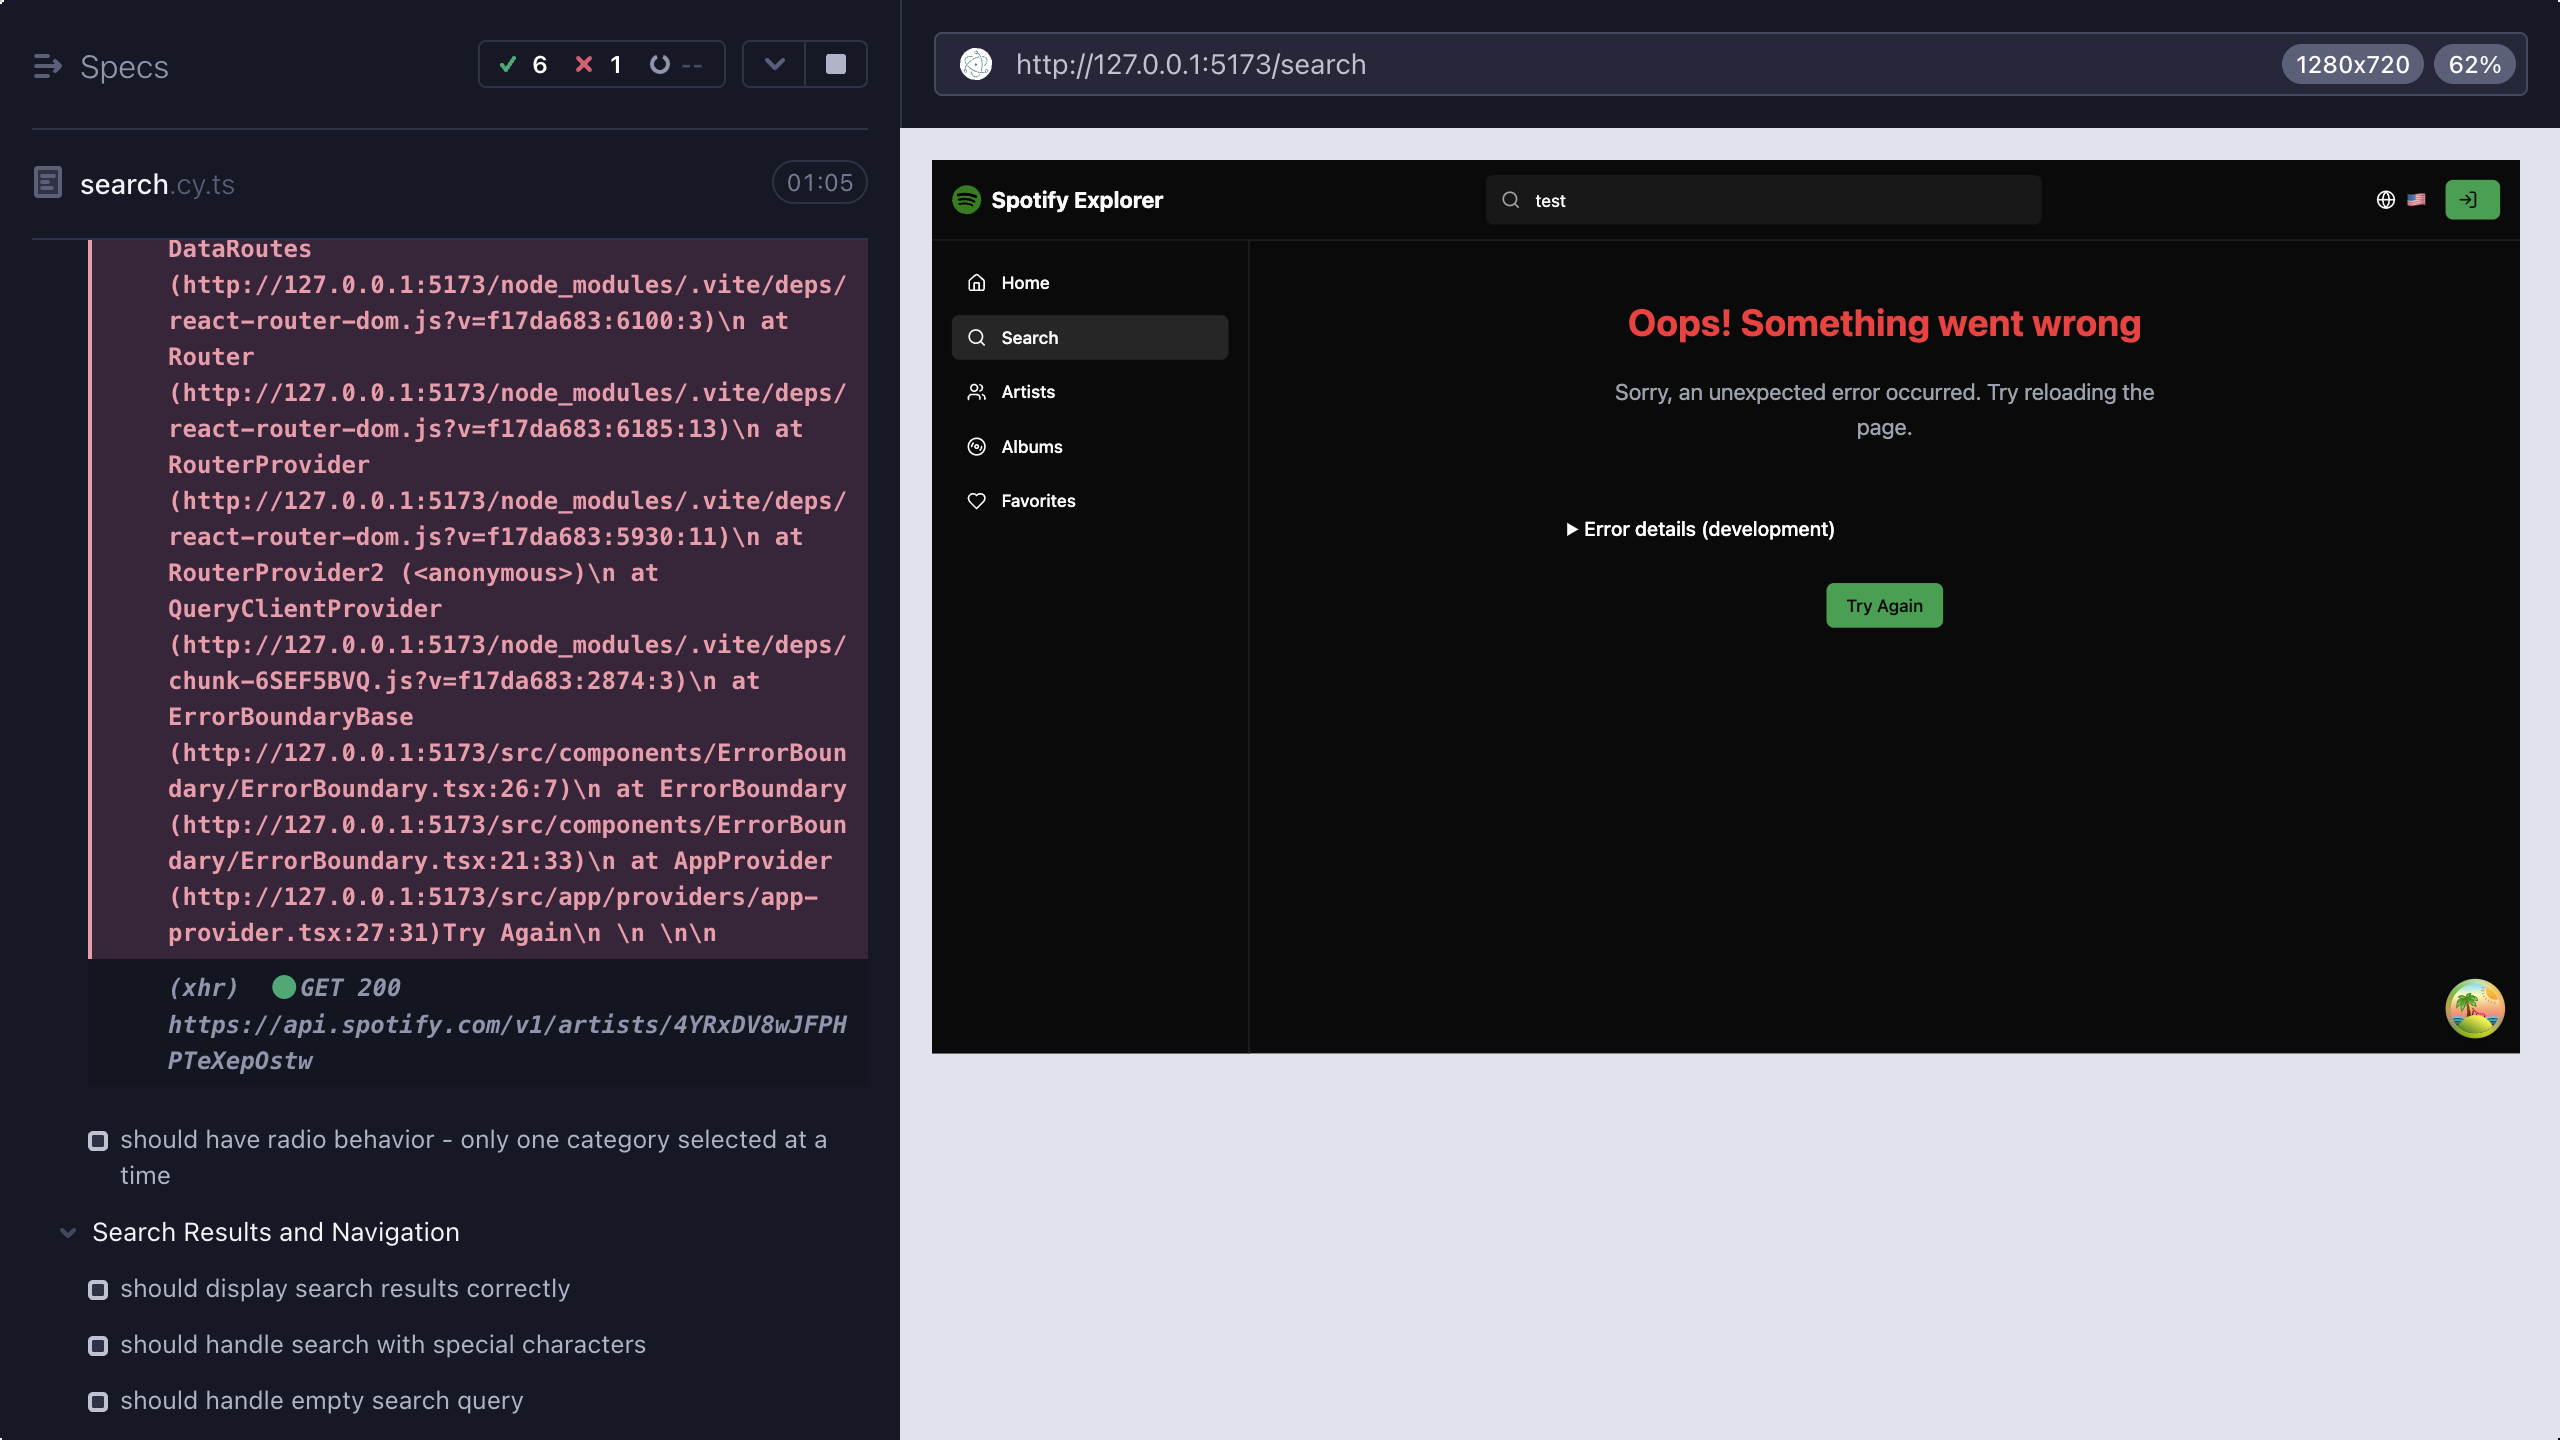 Specs
6 1 --
search.cy.ts
01:05
DataRoutes
(http://127.0.0.1:5173/node_modules/.vite/deps/
react-router-dom.js?v=f17da683:6100:3)\n at
Router
(http://127.0.0.1:5173/node_modules/.vite/deps/
react-router-dom.js?v=f17da683:6185:13)\n at
RouterProvider
(http://127.0.0.1:5173/node_modules/.vite/deps/
react-router-dom.js?v=f17da683:5930:11)\n at
RouterProvider2 (<anonymous>)\n at
QueryClientProvider
(http://127.0.0.1:5173/node_modules/.vite/deps/
chunk-6SEF5BVQ.js?v=f17da683:2874:3)\n at
ErrorBoundaryBase
(http://127.0.0.1:5173/src/components/ErrorBoun
dary/ErrorBoundary.tsx:26:7)\n at ErrorBoundary
(http://127.0.0.1:5173/src/components/ErrorBoun
dary/ErrorBoundary.tsx:21:33)\n at AppProvider
(http://127.0.0.1:5173/src/app/providers/app-
provider.tsx:27:31)Try Again\n \n \n\n
(xhr) GET 200
https://api.spotify.com/v1/artists/4YRxDV8wJFPH
PTeXepOstw
should have radio behavior - only one category selected at a
time
Search Results and Navigation
should display search results correctly
should handle search with special characters
should handle empty search query
http://127.0.0.1:5173/search
1280x720
62%
Spotify Explorer
test
Home
Search
Artists
Albums
Favorites
Oops! Something went wrong
Sorry, an unexpected error occurred. Try reloading the
page.
Error details (development)
Try Again